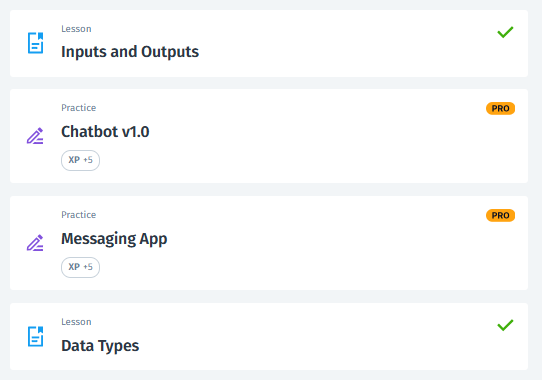 Lesson
Inputs and Outputs
Practice
PRO
Chatbot v1.0
XP +5
Practice
PRO
Messaging App
XP +5
Lesson
Data Types